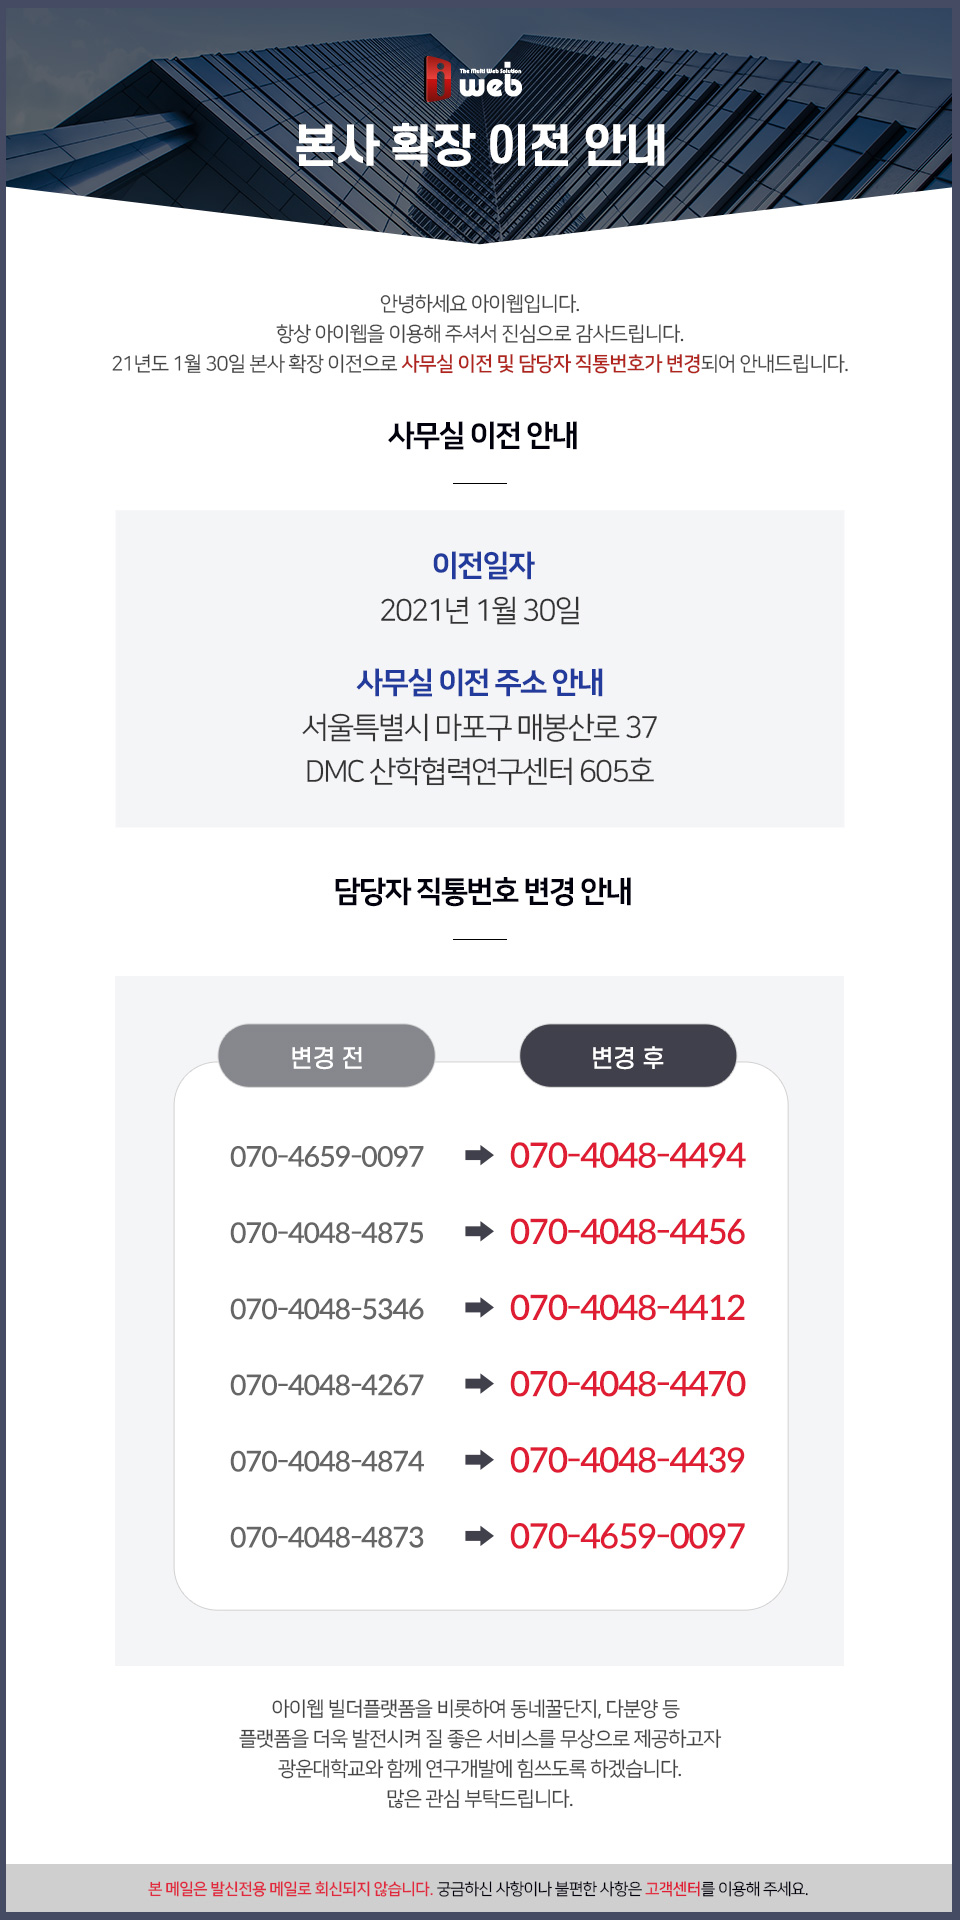 The Multi Web Solution
i web
본사 확장 이전 안내
안녕하세요 아이웹입니다.
항상 아이웹을 이용해 주셔서 진심으로 감사드립니다.
21년도 1월 30일 본사 확장 이전으로 사무실 이전 및 담당자 직통번호가 변경되어 안내드립니다.
사무실 이전 안내
이전일자
2021년 1월 30일
사무실 이전 주소 안내
서울특별시 마포구 매봉산로 37
DMC 산학협력연구센터 605호
담당자 직통번호 변경 안내
변경 전 변경 후
070-4659-0097 ➡ 070-4048-4494
070-4048-4875 ➡ 070-4048-4456
070-4048-5346 ➡ 070-4048-4412
070-4048-4267 ➡ 070-4048-4470
070-4048-4874 ➡ 070-4048-4439
070-4048-4873 ➡ 070-4659-0097
아이웹 빌더플랫폼을 비롯하여 동네꿀단지, 다분양 등
플랫폼을 더욱 발전시켜 질 좋은 서비스를 무상으로 제공하고자
광운대학교와 함께 연구개발에 힘쓰도록 하겠습니다.
많은 관심 부탁드립니다.
본 메일은 발신전용 메일로 회신되지 않습니다. 궁금하신 사항이나 불편한 사항은 고객센터를 이용해 주세요.